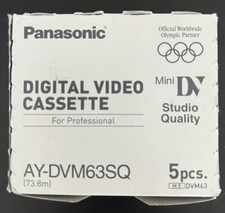 Panasonic
Official Worldwide
Olympic Partner
DIGITAL VIDEO
CASSETTE
For Professional
Mini DV
Studio
Quality
AY-DVM63SQ
(73.8m)
5pcs.
ME DVM63